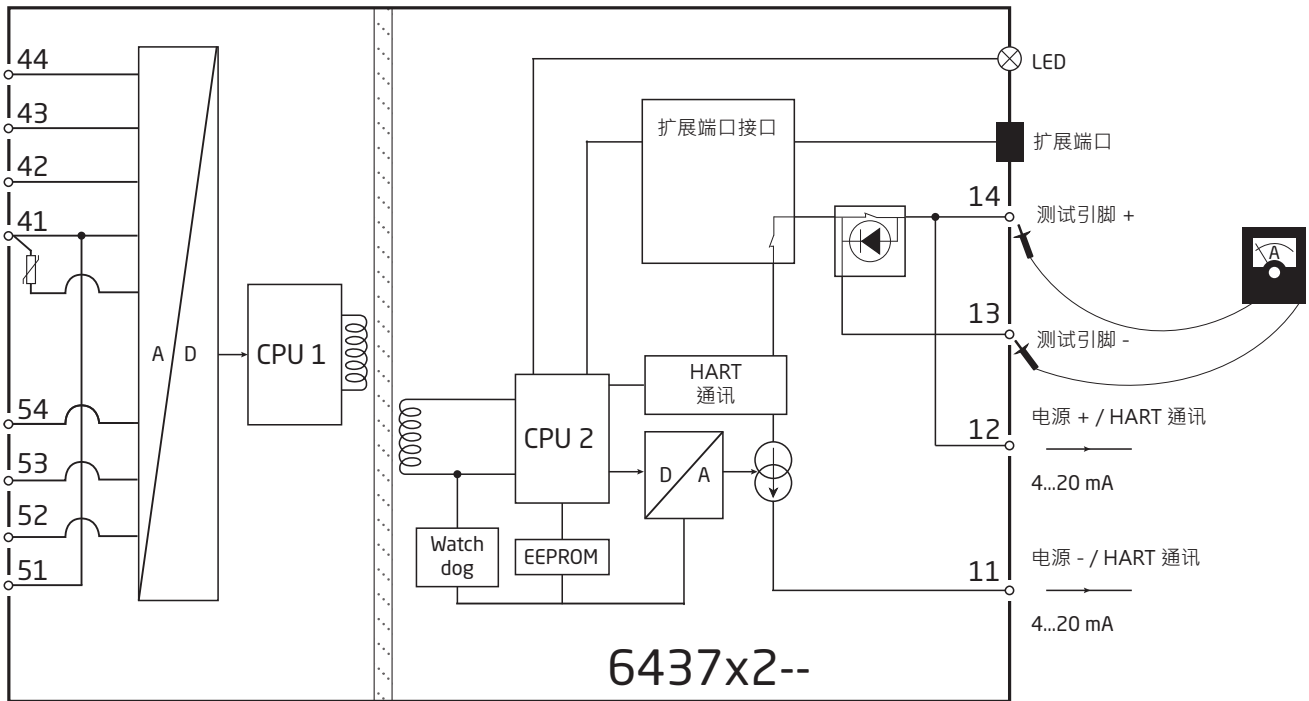 44
43
42
41
54
53
52
51
A D
CPU 1
CPU 2
Watch
dog
EEPROM
HART
通讯
D A
扩展端口接口
LED
扩展端口
14
测试引脚 +
A
13
测试引脚 -
12
电源 + / HART 通讯
4...20 mA
11
电源 - / HART 通讯
4...20 mA
6437x2--